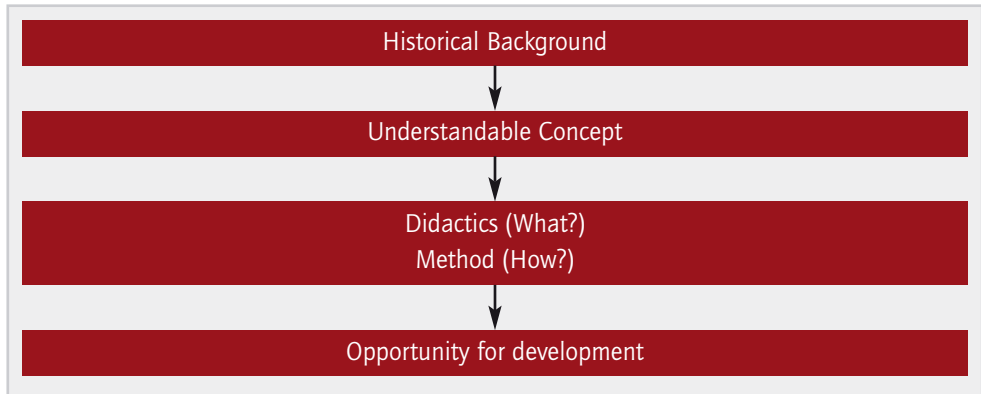 Historical Background
Understandable Concept
Didactics (What?)
Method (How?)
Opportunity for development